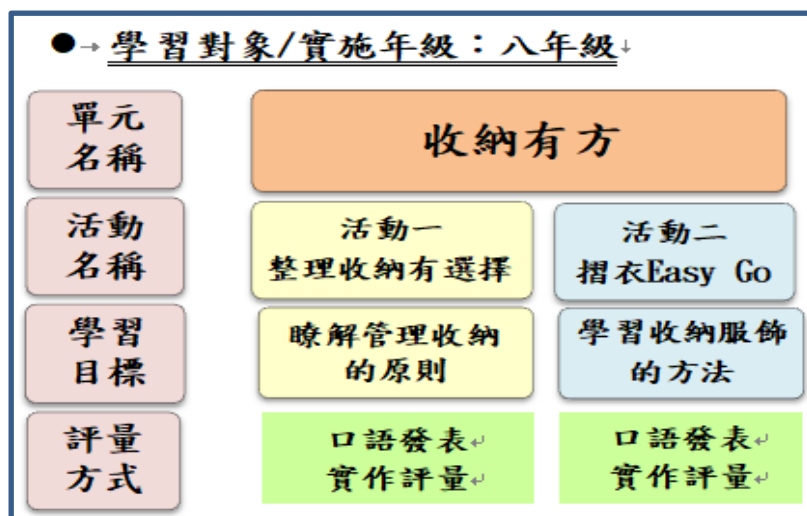 ●→學習對象/實施年級：八年級↓
單元
名稱
收納有方
活動
名稱
活動一
整理收納有選擇
活動二
摺衣Easy Go
學習
目標
瞭解管理收納
的原則
學習收納服飾
的方法
評量
方式
口語發表↵
實作評量↵
口語發表↵
實作評量↵